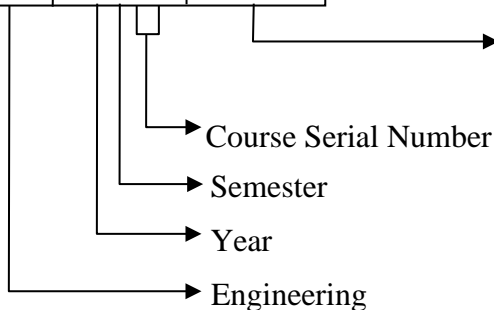 Course Serial Number
Semester
Year
Engineering